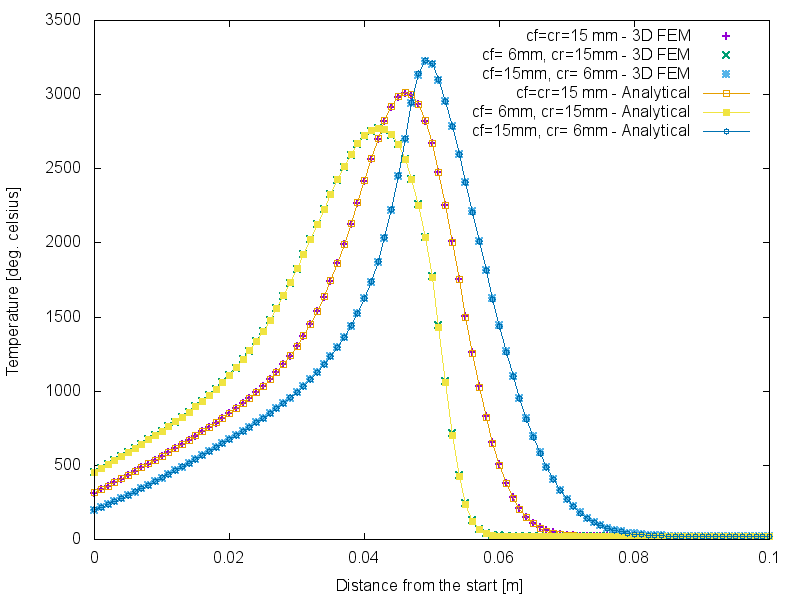 3500
3000
2500
2000
1500
1000
500
0
Temperature [deg. celsius]
cf=cr=15 mm - 3D FEM
cf= 6mm, cr=15mm - 3D FEM
cf=15mm, cr= 6mm - 3D FEM
cf=cr=15 mm - Analytical
cf= 6mm, cr=15mm - Analytical
cf=15mm, cr= 6mm - Analytical
0 0.02 0.04 0.06 0.08 0.1
Distance from the start [m]